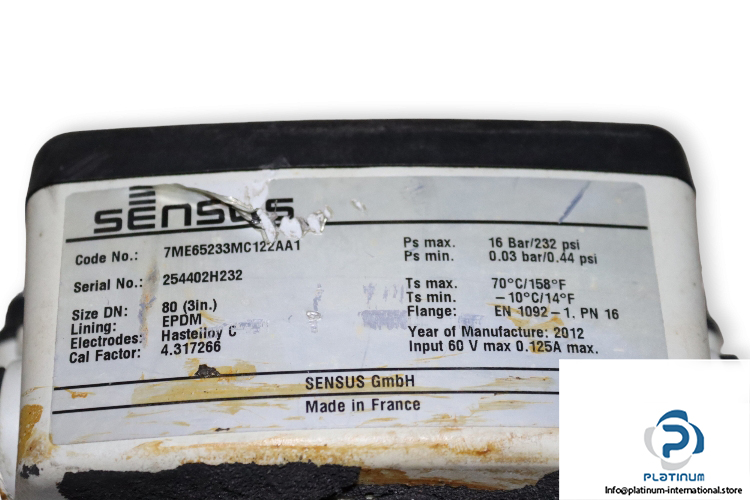 SENSUS
Code No.: 7ME65233MC122AA1
Serial No.: 254402H232
Size DN: 80 (3in.)
Lining: EPDM
Electrodes: Hastelloy C
Cal Factor: 4.317266
Ps max. 16 Bar/232 psi
Ps min. 0.03 bar/0.44 psi
Ts max. 70°C/158°F
Ts min. –10°C/14°F
Flange: EN 1092–1. PN 16
Year of Manufacture: 2012
Input 60 V max 0.125A max.
SENSUS GmbH
Made in France
PLATINUM
Info@platinum-international.store